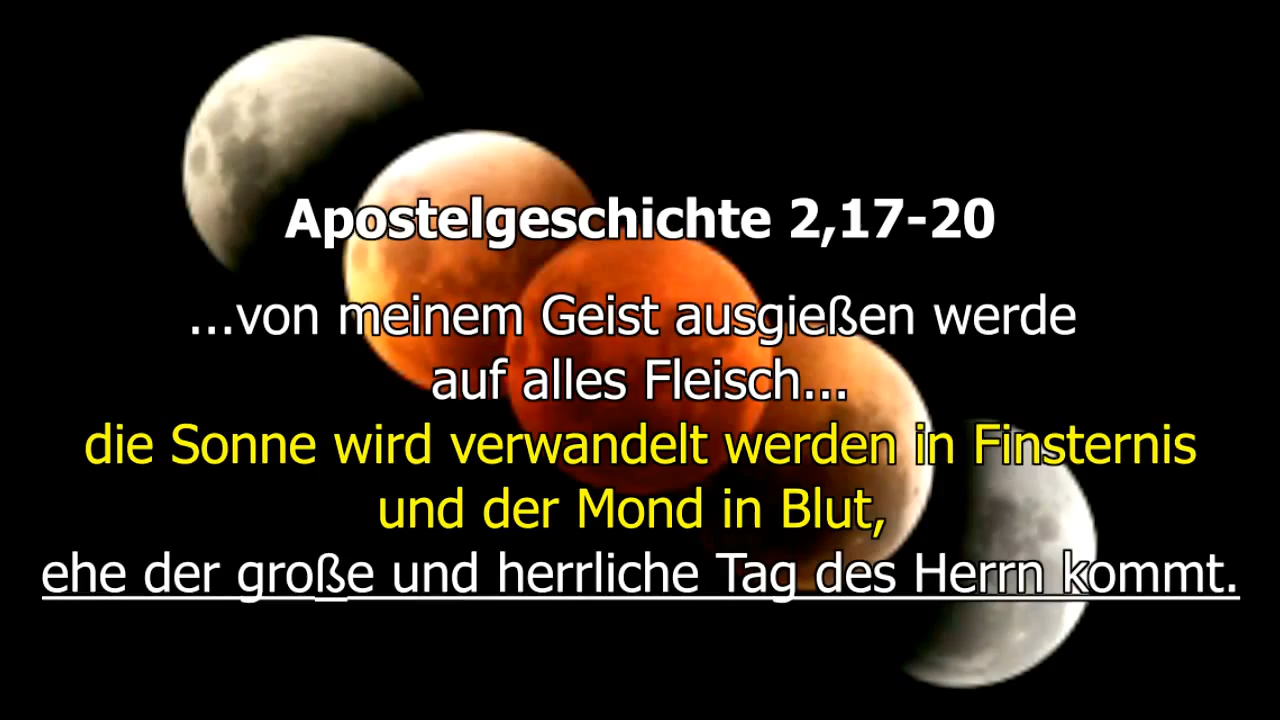 Apostelgeschichte 2,17-20
...von meinem Geist ausgießen werde
auf alles Fleisch...
die Sonne wird verwandelt werden in Finsternis
und der Mond in Blut,
ehe der große und herrliche Tag des Herrn kommt.